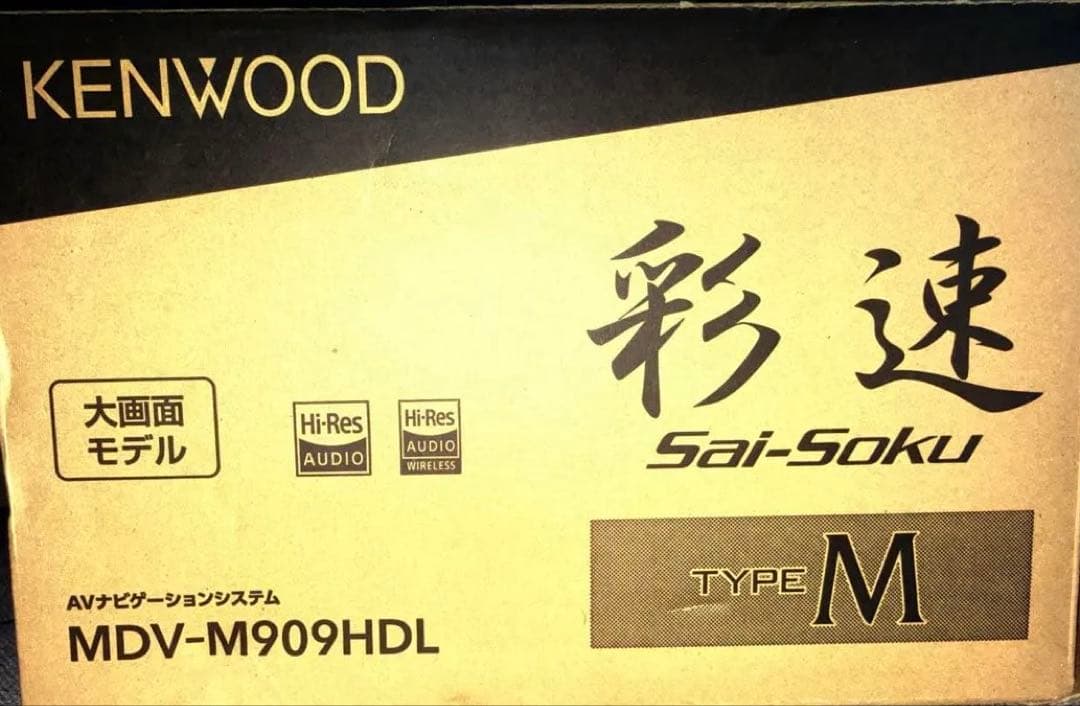 KENWOOD
彩速
Sai-Soku
大画面
モデル
Hi-Res
AUDIO
Hi-Res
AUDIO
WIRELESS
TYPE M
AVナビゲーションシステム
MDV-M909HDL